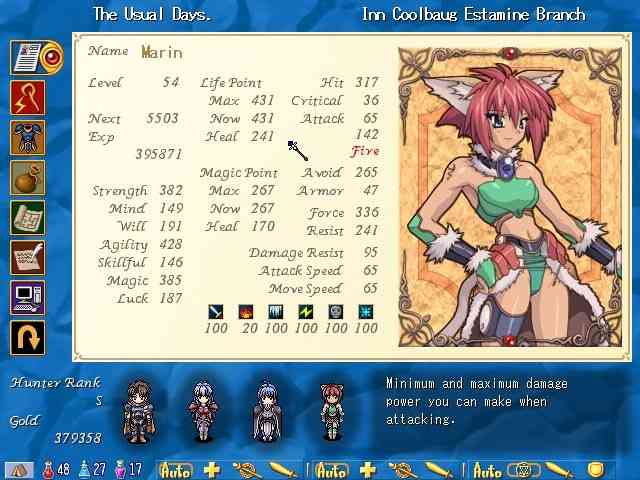 The Usual Days. Inn Coolbaug Estamine Branch
Name Marin
Level 54
Next 5503
Exp
395871
Strength 382
Mind 149
Will 191
Agility 428
Skillful 146
Magic 385
Luck 187
Life Point
Max 431
Now 431
Heal 241
Magic Point
Max 267
Now 267
Heal 170
Hit 317
Critical 36
Attack 65
142
Fire
Avoid 265
Armor 47
Force 336
Resist 241
Damage Resist 95
Attack Speed 65
Move Speed 65
100 20 100 100 100 100
Hunter Rank
S
Gold
379358
Minimum and maximum damage
power you can make when
attacking.
48 27 17 Auto Auto Auto